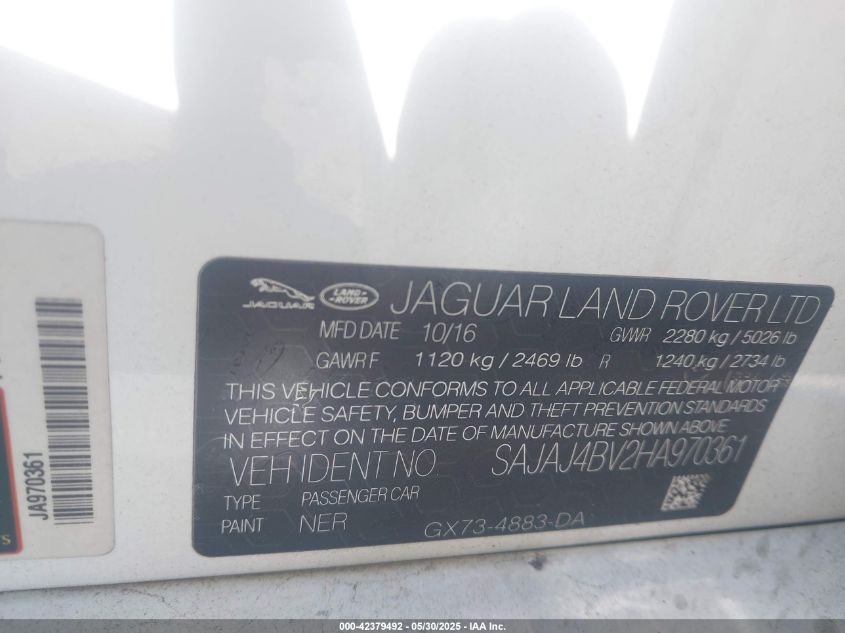 JAGUAR LAND-ROVER JAGUAR LAND ROVER LTD
MFD DATE 10/16 GVWR 2280 kg / 5026 lb
GAWR F 1120 kg / 2469 lb R 1240 kg / 2734 lb
THIS VEHICLE CONFORMS TO ALL APPLICABLE FEDERAL MOTOR
VEHICLE SAFETY, BUMPER AND THEFT PREVENTION STANDARDS
IN EFFECT ON THE DATE OF MANUFACTURE SHOWN ABOVE
VEH IDENT NO. SAJAJ4BV2HA970361
TYPE PASSENGER CAR
PAINT NER GX73-4883-DA
JA970361
000-42379492 - 05/30/2025 - IAA Inc.